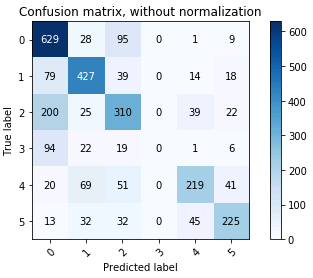 Confusion matrix, without normalization
0 629 28 95 0 1 9
1 79 427 39 0 14 18
2 200 25 310 0 39 22
3 94 22 19 0 1 6
4 20 69 51 0 219 41
5 13 32 32 0 45 225
0 1 2 3 4 5
True label
Predicted label
600
500
400
300
200
100
0